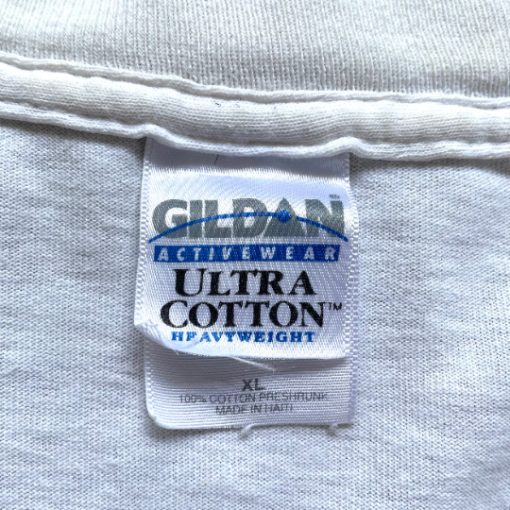 GILDAN
ACTIVEWEAR
ULTRA
COTTON™
HEAVYWEIGHT
XL
100% COTTON PRESHRUNK
MADE IN HAITI